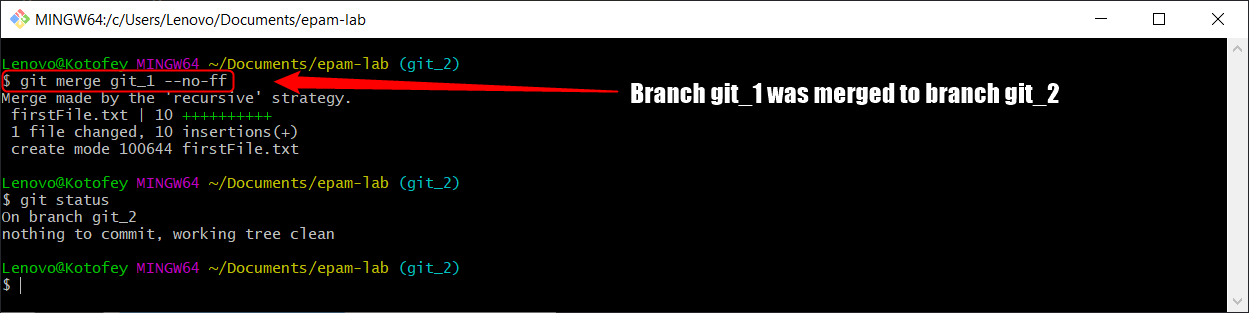 MINGW64:/c/Users/Lenovo/Documents/epam-lab
Lenovo@Kotofey MINGW64 ~/Documents/epam-lab (git_2)
$ git merge git_1 --no-ff
Merge made by the 'recursive' strategy.
 firstFile.txt | 10 ++++++++++
 1 file changed, 10 insertions(+)
 create mode 100644 firstFile.txt
Branch git_1 was merged to branch git_2
Lenovo@Kotofey MINGW64 ~/Documents/epam-lab (git_2)
$ git status
On branch git_2
nothing to commit, working tree clean
Lenovo@Kotofey MINGW64 ~/Documents/epam-lab (git_2)
$